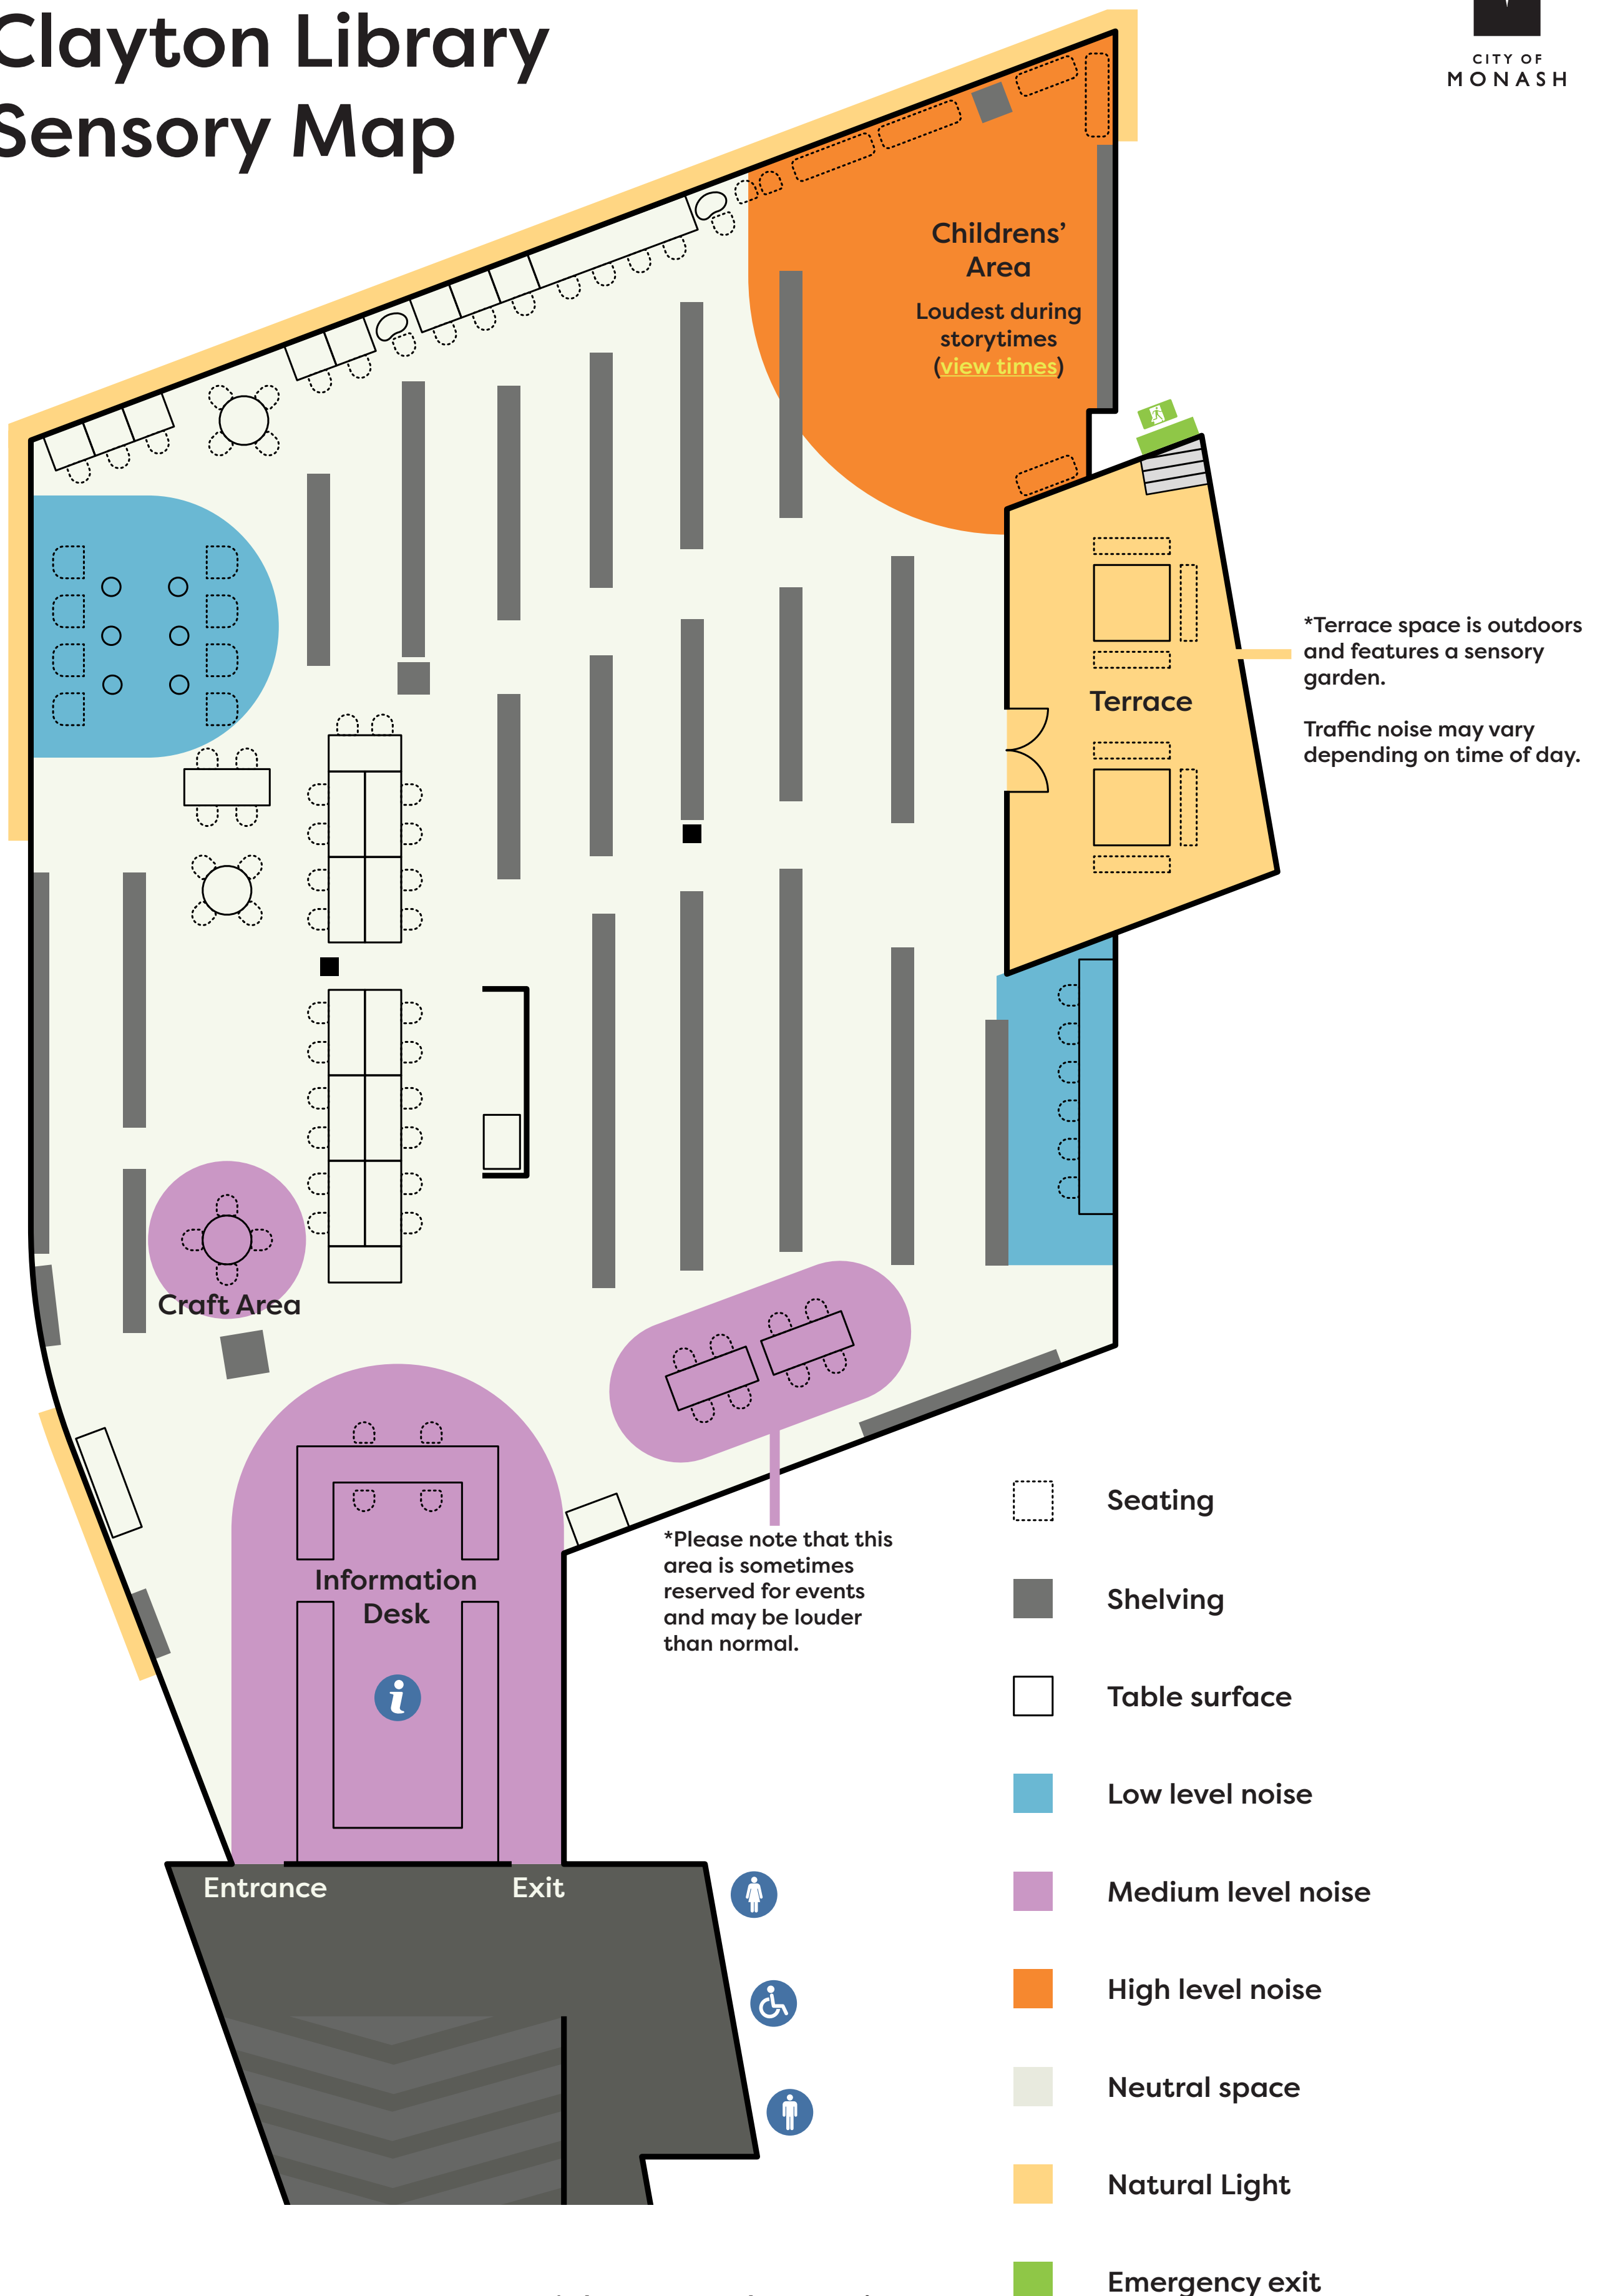 Clayton Library
Sensory Map
CITY OF
MONASH
Childrens’
Area
Loudest during
storytimes
(view times)
*Terrace space is outdoors
and features a sensory
garden.
Traffic noise may vary
depending on time of day.
Terrace
Craft Area
Information
Desk
i
*Please note that this
area is sometimes
reserved for events
and may be louder
than normal.
Entrance
Exit
Seating
Shelving
Table surface
Low level noise
Medium level noise
High level noise
Neutral space
Natural Light
Emergency exit